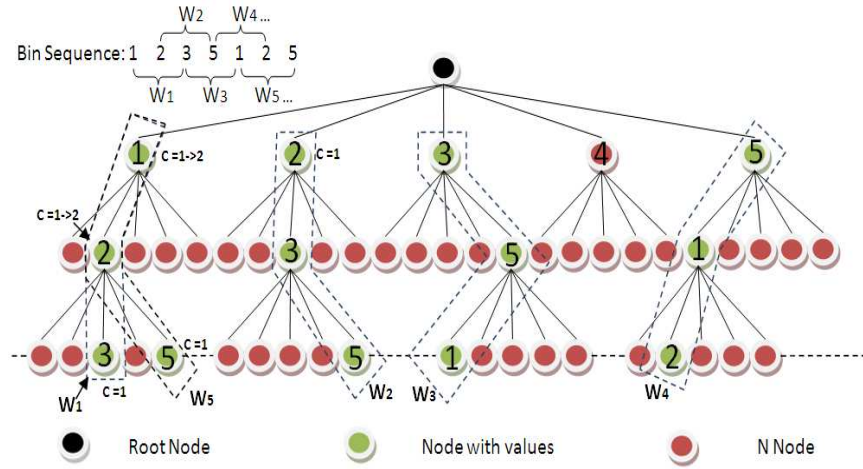 W2 W4 ...
Bin Sequence: 1 2 3 5 1 2 5
W1 W3 W5 ...
1 C =1->2 2 C =1 3 4 5
C =1->2
2 3 5 1
3 5 C =1 5 1 2
W1 C =1 W5 W2 W3 W4
Root Node Node with values N Node